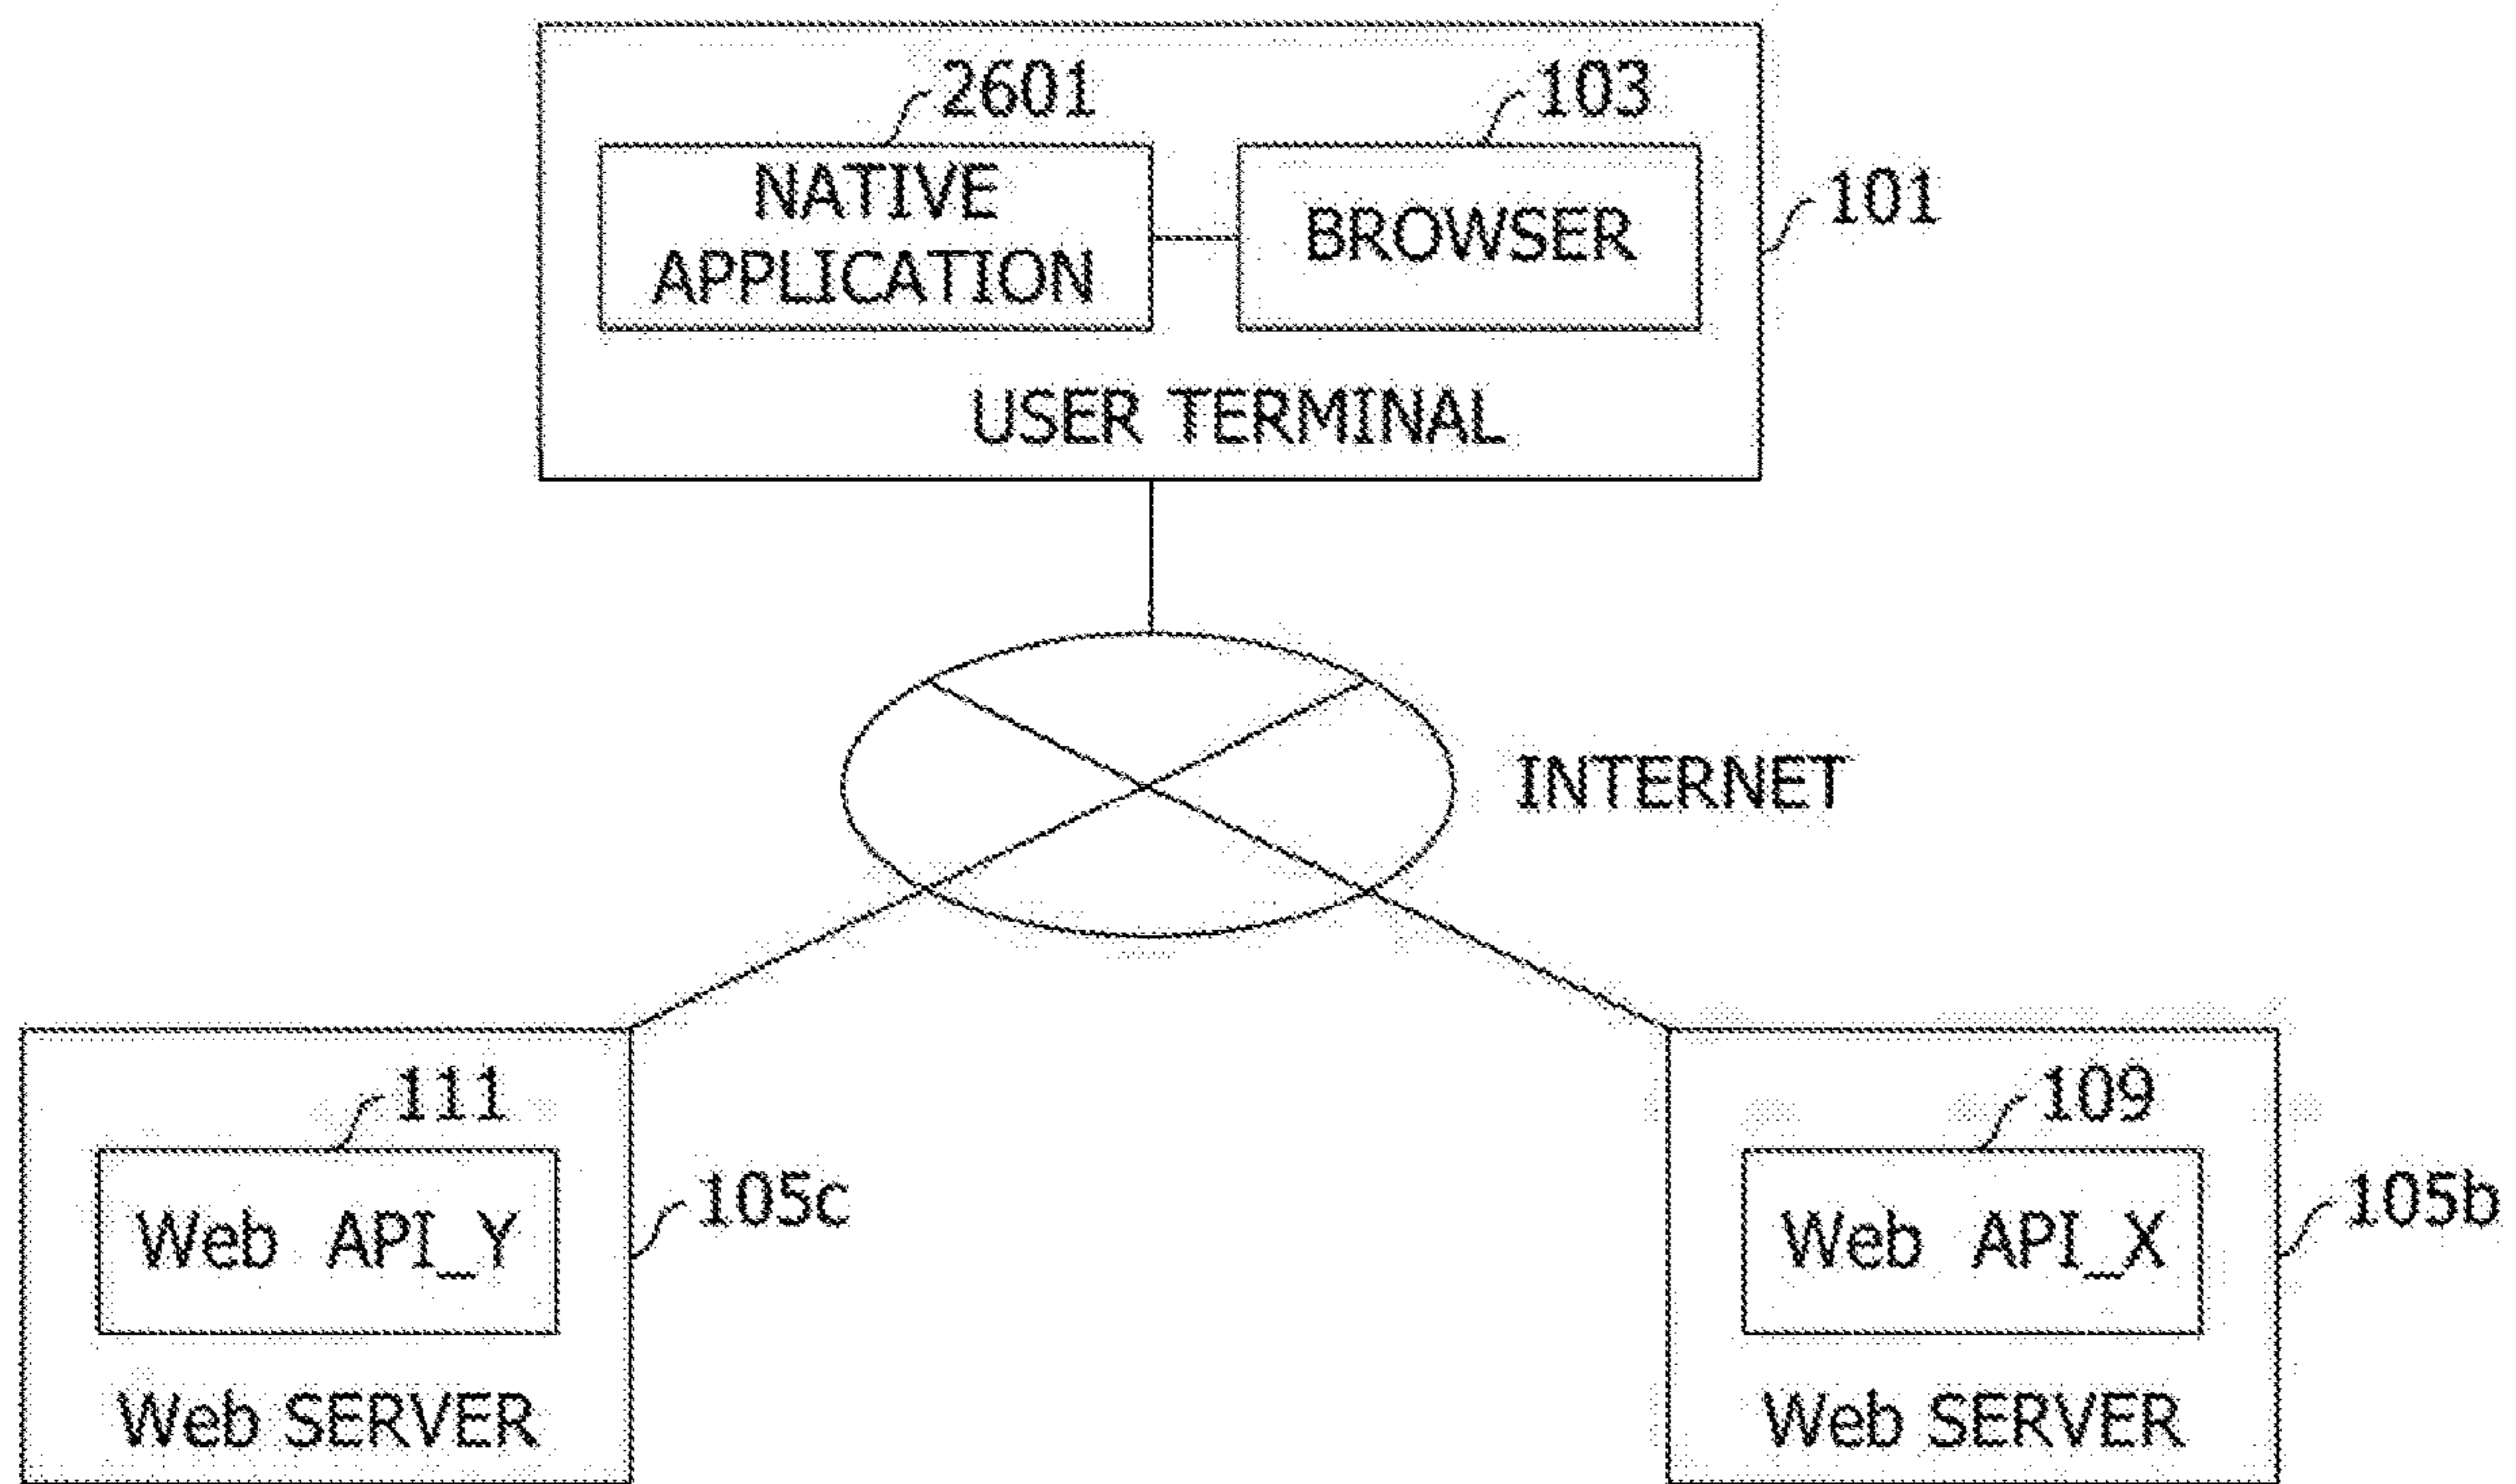 2601
103
NATIVE
APPLICATION
BROWSER
101
USER TERMINAL
INTERNET
111
Web API_Y
105c
Web SERVER
109
Web API_X
105b
Web SERVER